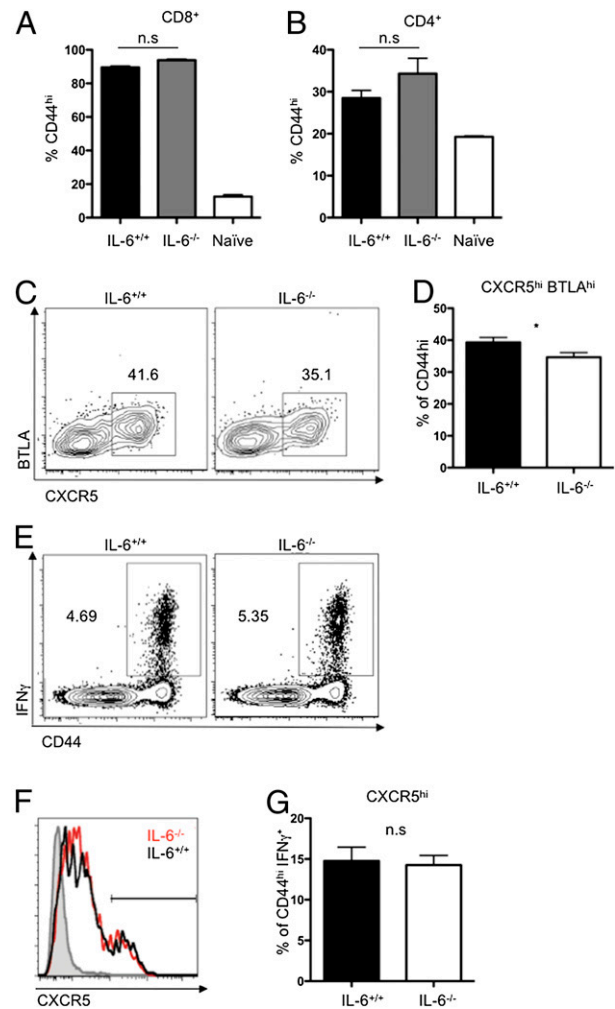 A
CD8⁺
n.s
% CD44ʰⁱ
100
80
60
40
20
0
IL-6⁺/⁺ IL-6⁻/⁻ Naïve
B
CD4⁺
n.s
% CD44ʰⁱ
40
30
20
10
0
IL-6⁺/⁺ IL-6⁻/⁻ Naïve
C
IL-6⁺/⁺ IL-6⁻/⁻
41.6 35.1
BTLA
CXCR5
D
CXCR5ʰⁱ BTLAʰⁱ
*
% of CD44hi
50
40
30
20
10
0
IL-6⁺/⁺ IL-6⁻/⁻
E
IL-6⁺/⁺ IL-6⁻/⁻
4.69 5.35
IFNγ
CD44
F
IL-6⁻/⁻
IL-6⁺/⁺
CXCR5
G
CXCR5ʰⁱ
n.s
% of CD44ʰⁱ IFNγ⁺
20
15
10
5
0
IL-6⁺/⁺ IL-6⁻/⁻